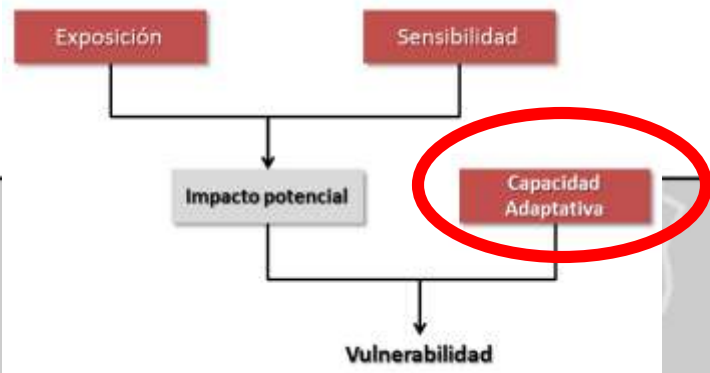 Exposición
Sensibilidad
Impacto potencial
Capacidad
Adaptativa
Vulnerabilidad